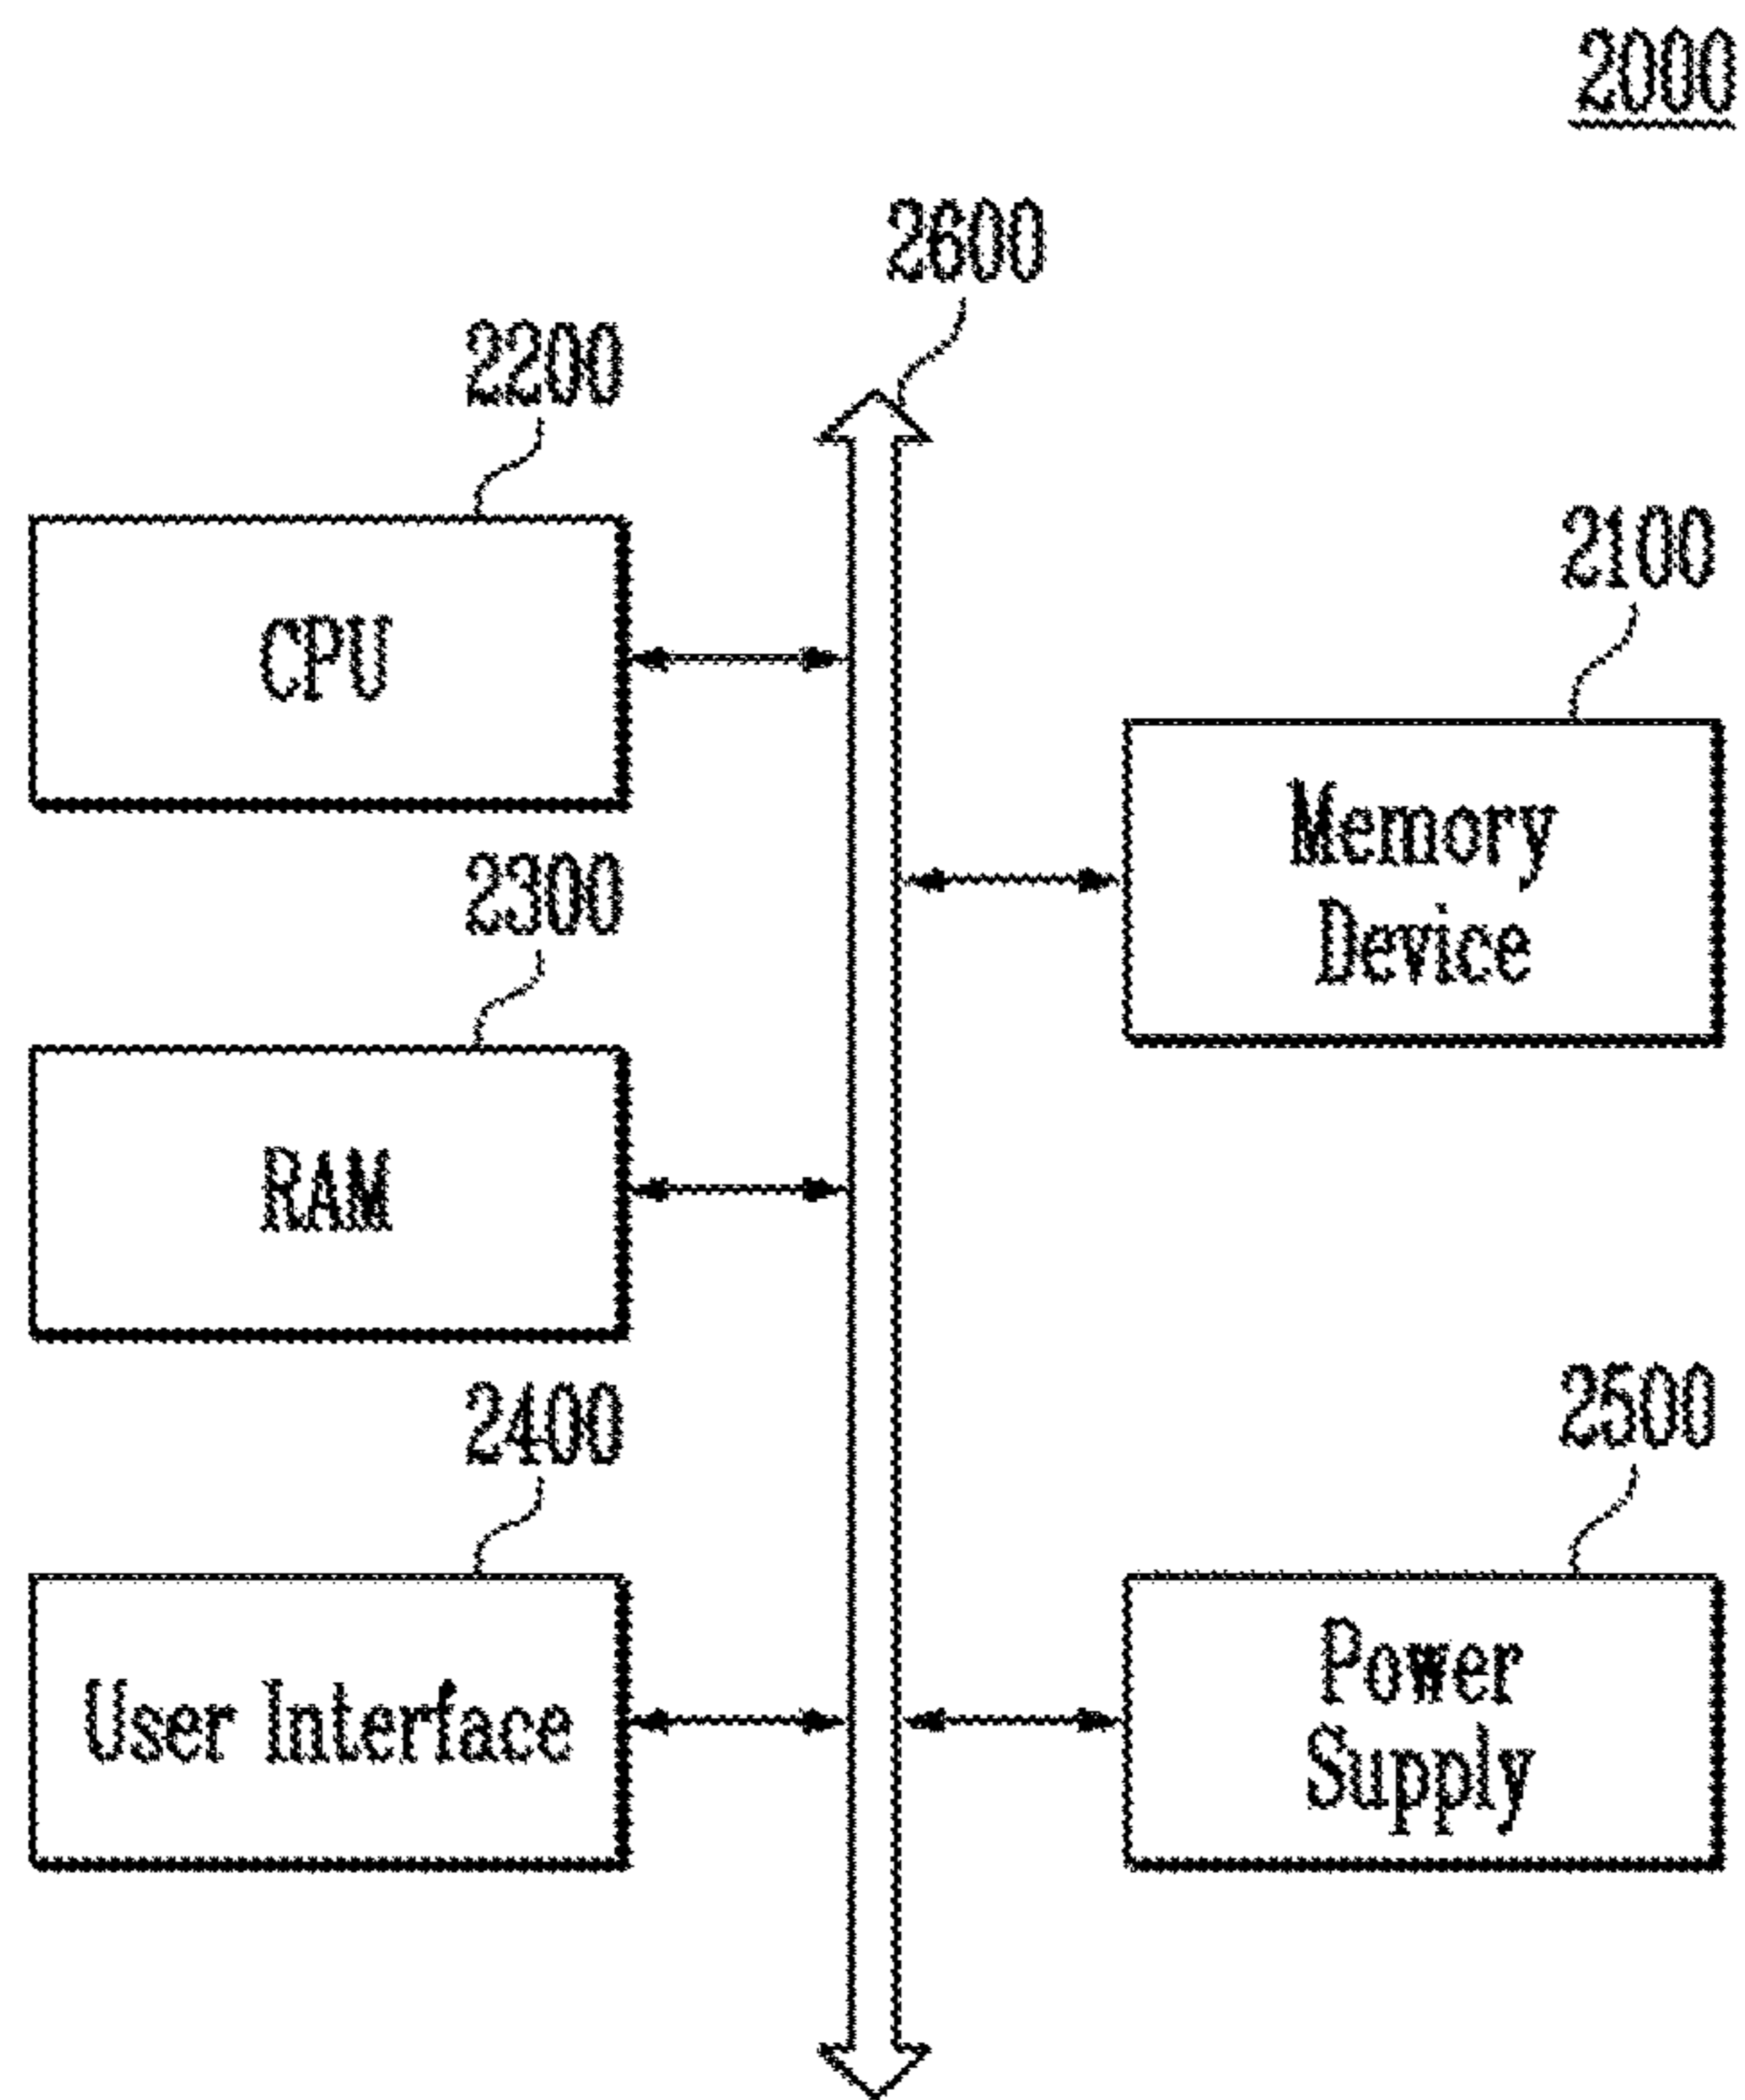 2000
2600
2200
CPU
2100
Memory
Device
2300
RAM
2400
User Interface
2500
Power
Supply